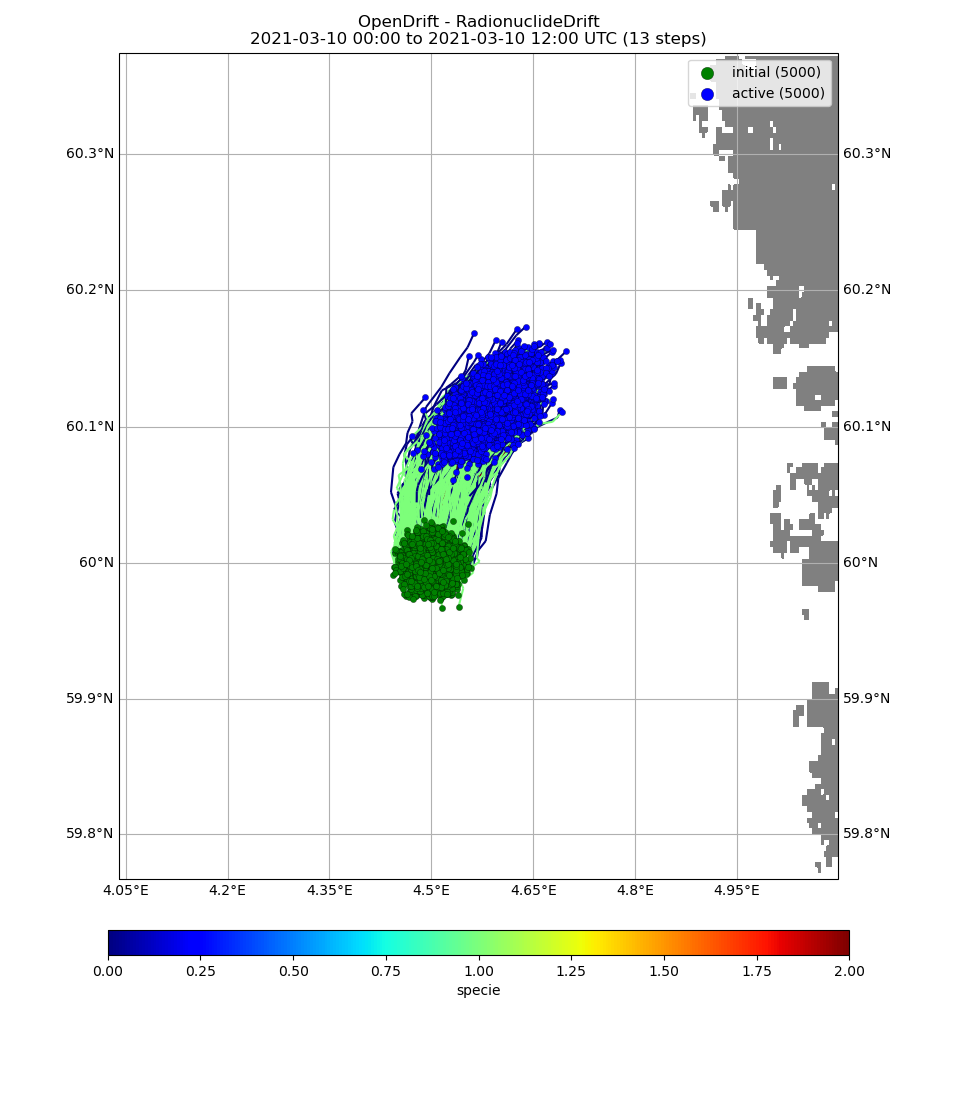 OpenDrift - RadionuclideDrift
2021-03-10 00:00 to 2021-03-10 12:00 UTC (13 steps)
initial (5000)
active (5000)
60.3°N 60.3°N
60.2°N 60.2°N
60.1°N 60.1°N
60°N 60°N
59.9°N 59.9°N
59.8°N 59.8°N
4.05°E 4.2°E 4.35°E 4.5°E 4.65°E 4.8°E 4.95°E
0.00 0.25 0.50 0.75 1.00 1.25 1.50 1.75 2.00
specie